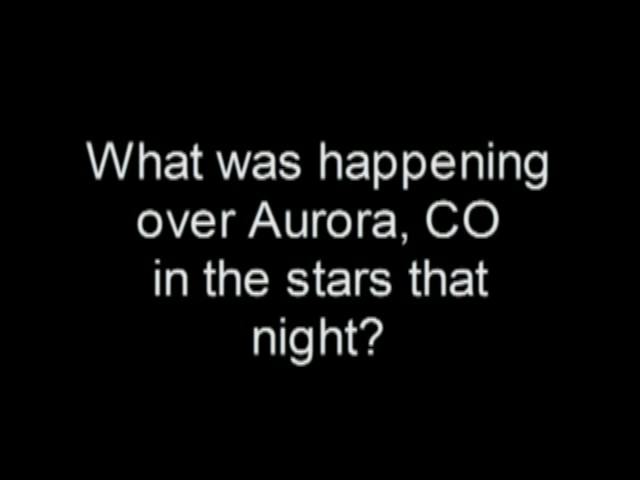 What was happening
over Aurora, CO
in the stars that
night?